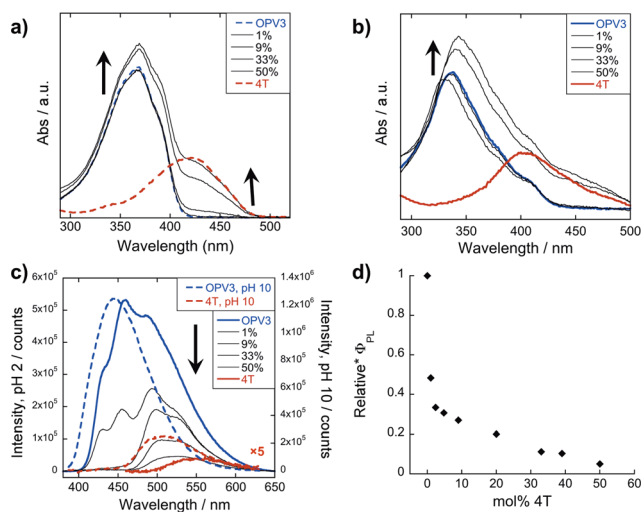 a)
OPV3
1%
9%
33%
50%
4T
Abs / a.u.
300 350 400 450 500
Wavelength (nm)
b)
OPV3
1%
9%
33%
50%
4T
Abs / a.u.
300 350 400 450 500
Wavelength / nm
c)
6x10⁵
5x10⁵
4x10⁵
3x10⁵
2x10⁵
1x10⁵
0
Intensity, pH 2 / counts
OPV3, pH 10
4T, pH 10
OPV3
1%
9%
33%
50%
4T
×5
1.4x10⁶
1.2x10⁶
1x10⁶
8x10⁵
6x10⁵
4x10⁵
2x10⁵
0
Intensity, pH 10 / counts
400 450 500 550 600 650
Wavelength / nm
d)
1
0.8
0.6
0.4
0.2
0
Relative* Φ_PL
0 10 20 30 40 50 60
mol% 4T